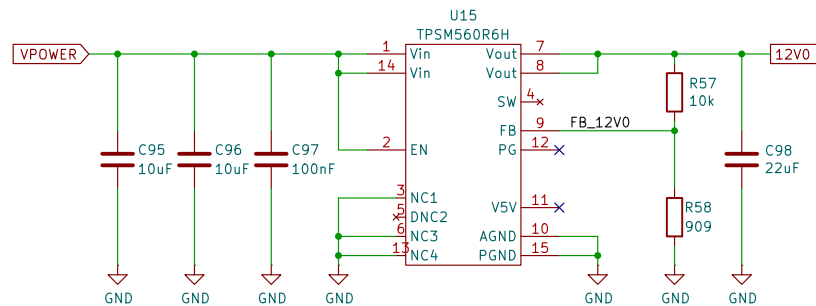 U15
TPSM560R6H
VPOWER
1 Vin Vout 7
14 Vin Vout 8
12V0
SW 4
R57
10k
FB 9 FB_12V0
2 EN PG 12
C95
10uF
C96
10uF
C97
100nF
C98
22uF
3 NC1
5 DNC2 V5V 11
6 NC3 AGND 10
13 NC4 PGND 15
R58
909
GND GND GND GND GND GND GND